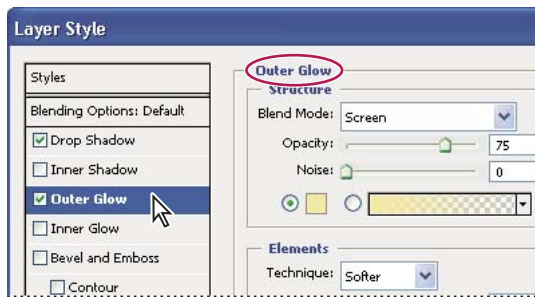 Layer Style
Styles
Blending Options: Default
Drop Shadow
Inner Shadow
Outer Glow
Inner Glow
Bevel and Emboss
Contour
Outer Glow
Structure
Blend Mode: Screen
Opacity: 75
Noise: 0
Elements
Technique: Softer